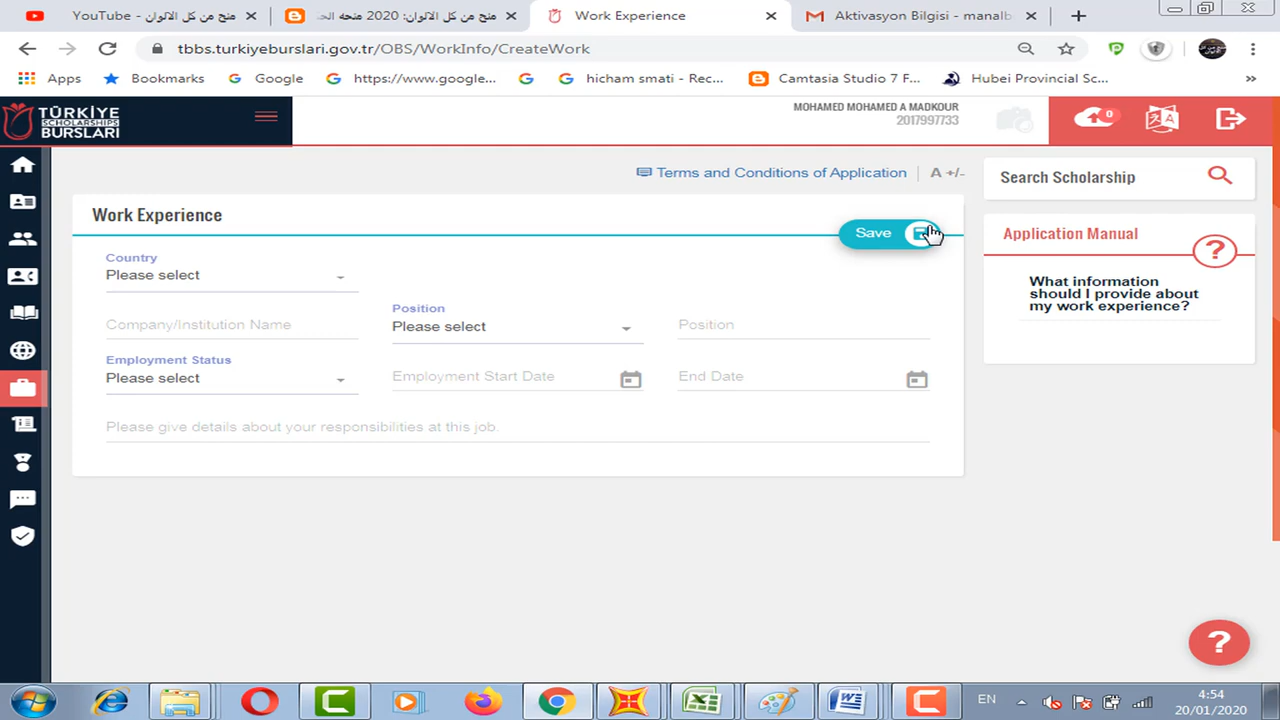 YouTube - منح من كل الالوان
منح من كل الالوان: 2020 منحه الحـ
Work Experience
Aktivasyon Bilgisi - manalb
tbbs.turkiyeburslari.gov.tr/OBS/WorkInfo/CreateWork
Apps
Bookmarks
Google
https://www.google...
hicham smati - Rec...
Camtasia Studio 7 F...
Hubei Provincial Sc...
»
TÜRKİYE
SCHOLARSHIPS
BURSLARI
MOHAMED MOHAMED A MADKOUR
2017997733
0
Terms and Conditions of Application
A +/-
Search Scholarship
Work Experience
Save
Application Manual
?
What information
should I provide about
my work experience?
Country
Please select
Company/Institution Name
Position
Please select
Position
Employment Status
Please select
Employment Start Date
End Date
Please give details about your responsibilities at this job.
?
EN
4:54
20/01/2020